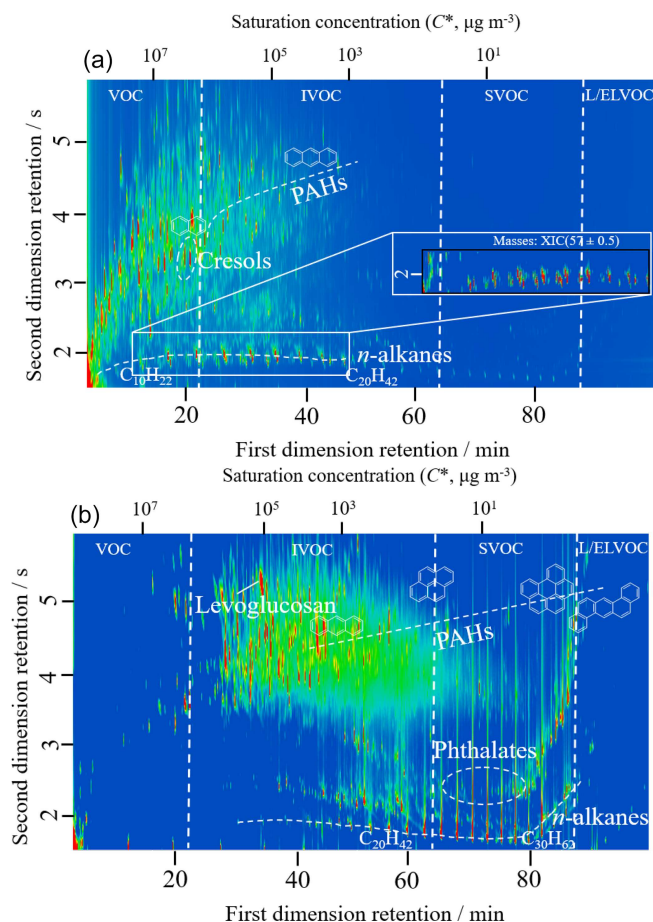 Saturation concentration (C*, μg m⁻³)
10⁷ 10⁵ 10³ 10¹
(a)
VOC IVOC SVOC L/ELVOC
5
4
3
2
Second dimension retention / s
PAHs
Cresols
Masses: XIC(57 ± 0.5)
2
n-alkanes
C₁₀H₂₂ C₂₀H₄₂
20 40 60 80
First dimension retention / min
Saturation concentration (C*, μg m⁻³)
10⁷ 10⁵ 10³ 10¹
(b)
VOC IVOC SVOC L/ELVOC
5
4
3
2
Second dimension retention / s
Levoglucosan
PAHs
Phthalates
n-alkanes
C₂₀H₄₂ C₃₀H₆₂
20 40 60 80
First dimension retention / min